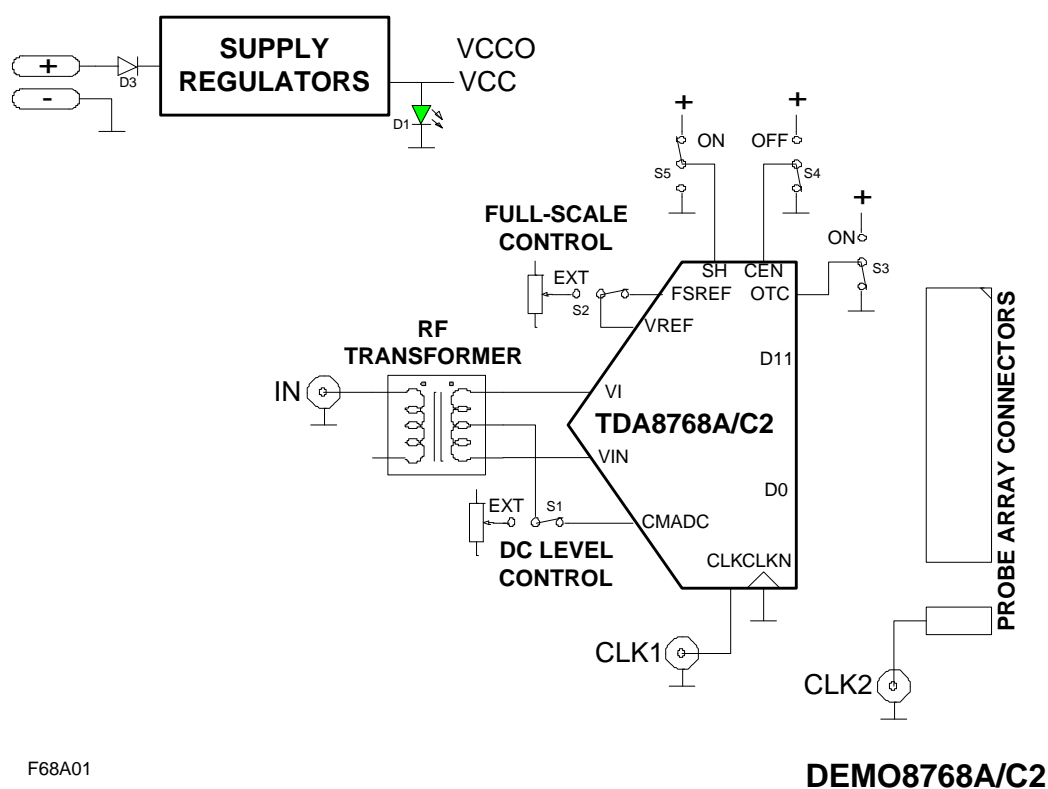 SUPPLY
REGULATORS
VCCO
VCC
+
-
D3
D1
+
+
ON
OFF
S5
S4
+
ON
S3
FULL-SCALE
CONTROL
EXT
S2
SH
CEN
FSREF
OTC
VREF
RF
TRANSFORMER
D11
IN
VI
TDA8768A/C2
VIN
D0
EXT
S1
CMADC
DC LEVEL
CONTROL
CLKCLKN
PROBE ARRAY CONNECTORS
CLK1
CLK2
F68A01
DEMO8768A/C2